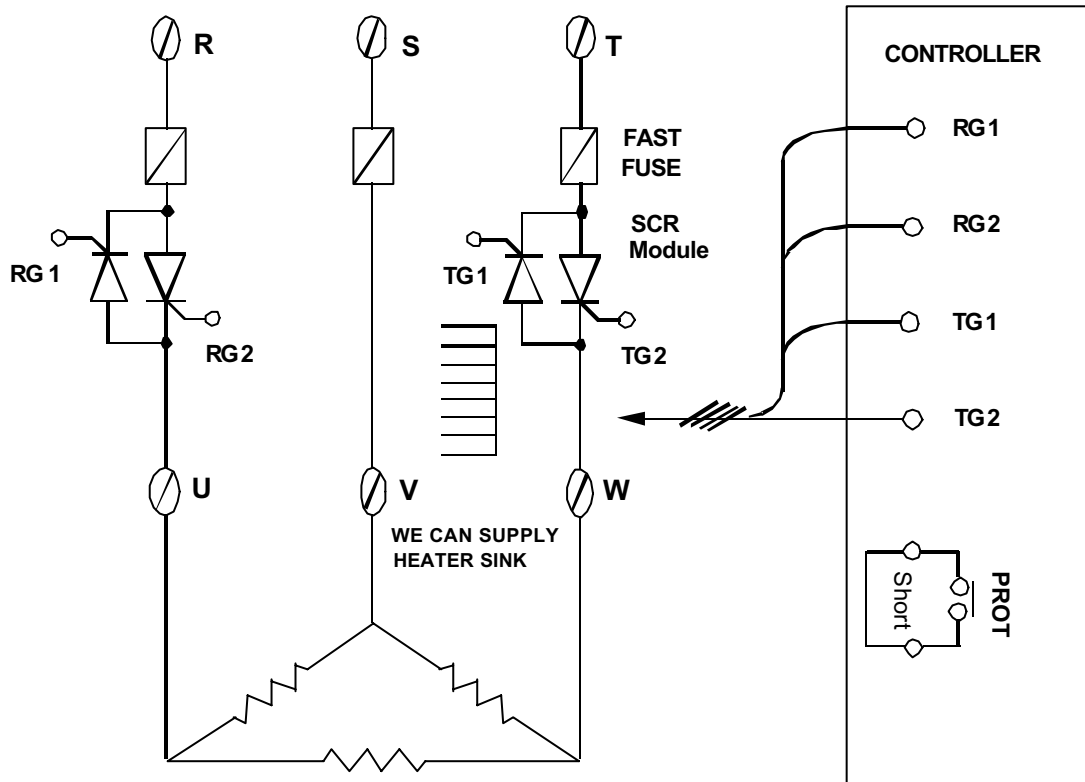 R
S
T
CONTROLLER
FAST
FUSE
SCR
Module
RG1
RG2
TG1
TG2
RG1
RG2
TG1
TG2
U
V
W
WE CAN SUPPLY
HEATER SINK
Short
PROT